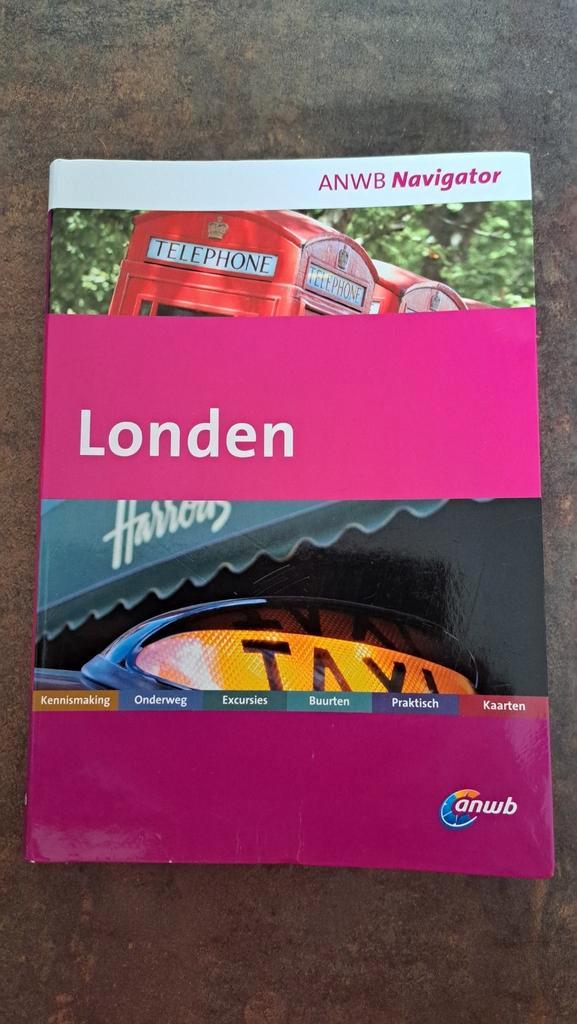 ANWB Navigator
TELEPHONE
TELEPHONE
Londen
Harrods
TAXI
Kennismaking Onderweg Excursies Buurten Praktisch Kaarten
anwb